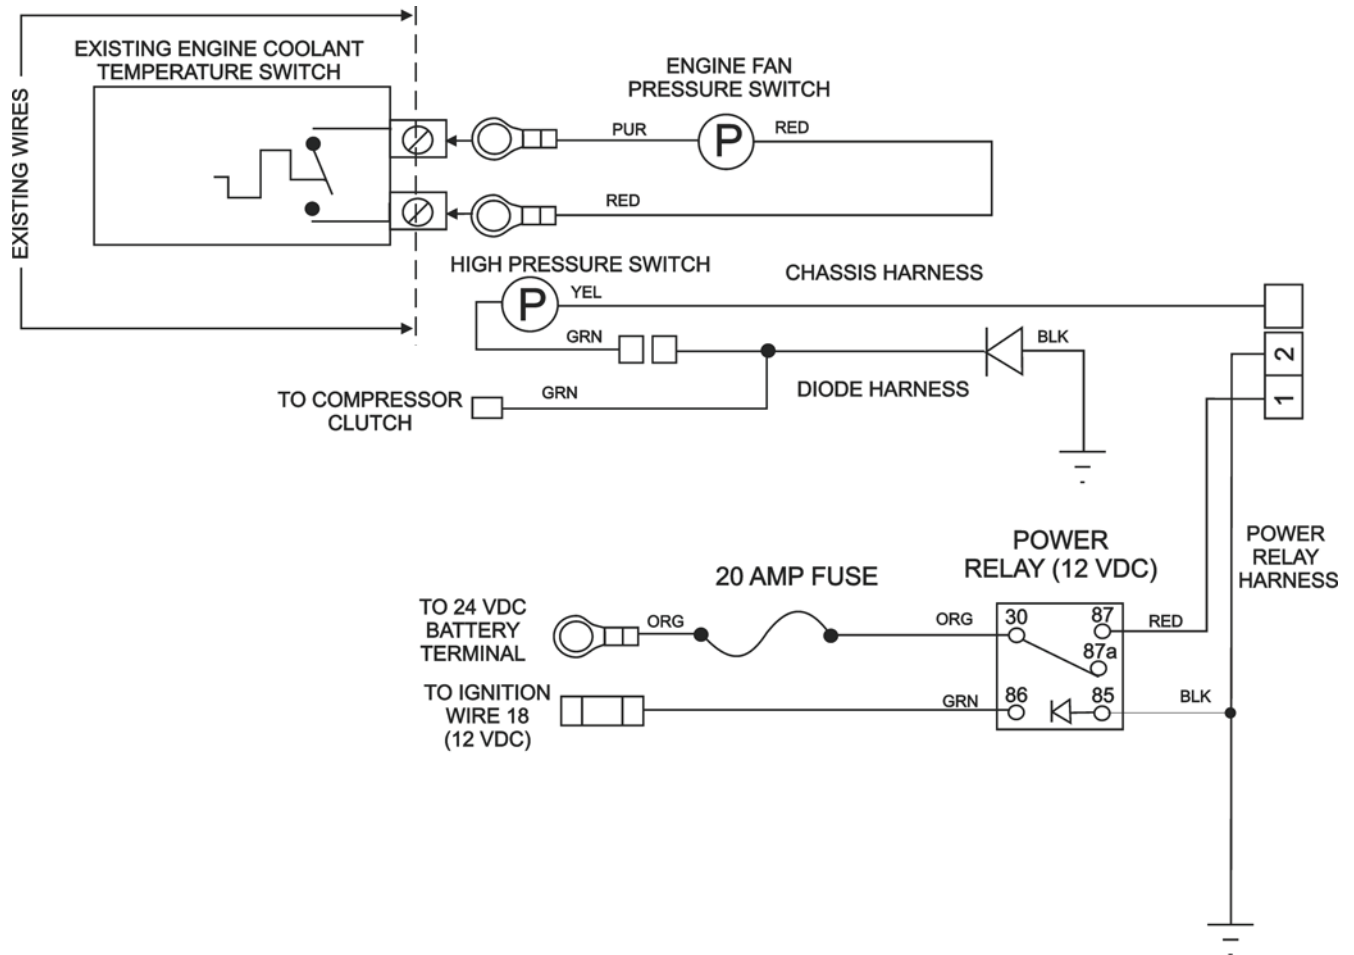 EXISTING WIRES
EXISTING ENGINE COOLANT
TEMPERATURE SWITCH
ENGINE FAN
PRESSURE SWITCH
PUR
P
RED
RED
HIGH PRESSURE SWITCH
P
YEL
CHASSIS HARNESS
GRN
BLK
2
DIODE HARNESS
1
TO COMPRESSOR
CLUTCH
GRN
POWER
RELAY (12 VDC)
POWER
RELAY
HARNESS
20 AMP FUSE
TO 24 VDC
BATTERY
TERMINAL
ORG
ORG
30
87
RED
87a
TO IGNITION
WIRE 18
(12 VDC)
GRN
86
85
BLK